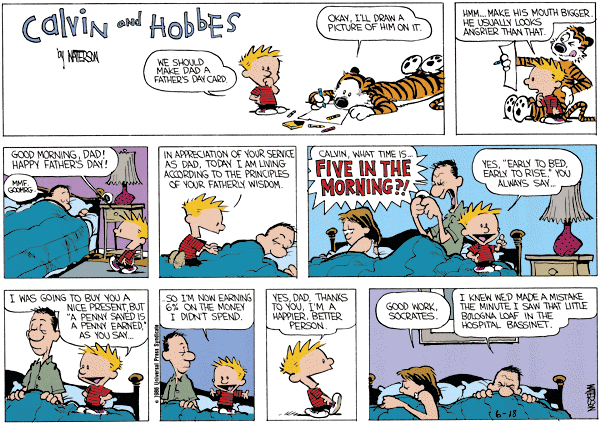 Calvin and Hobbes
by WATTERSON
WE SHOULD
MAKE DAD A
FATHER'S DAY CARD.
OKAY, I'LL DRAW A
PICTURE OF HIM ON IT.
HMM... MAKE HIS MOUTH BIGGER.
HE USUALLY LOOKS
ANGRIER THAN THAT.
GOOD MORNING, DAD!
HAPPY FATHER'S DAY!
MMF.
GOOMRG.
IN APPRECIATION OF YOUR SERVICE
AS DAD, TODAY I AM LIVING
ACCORDING TO THE PRINCIPLES
OF YOUR FATHERLY WISDOM.
CALVIN, WHAT TIME IS...
FIVE IN THE
MORNING?!
YES, "EARLY TO BED,
EARLY TO RISE," YOU
ALWAYS SAY...
I WAS GOING TO BUY YOU A
NICE PRESENT, BUT
"A PENNY SAVED IS
A PENNY EARNED,"
AS YOU SAY...
© 1986 Universal Press Syndicate
...SO I'M NOW EARNING
6% ON THE MONEY
I DIDN'T SPEND.
YES, DAD, THANKS
TO YOU, I'M A
HAPPIER, BETTER
PERSON.
GOOD WORK,
SOCRATES.
I KNEW WE'D MADE A MISTAKE
THE MINUTE I SAW THAT LITTLE
BOLOGNA LOAF IN THE
HOSPITAL BASSINET.
6-18
WATTERSON